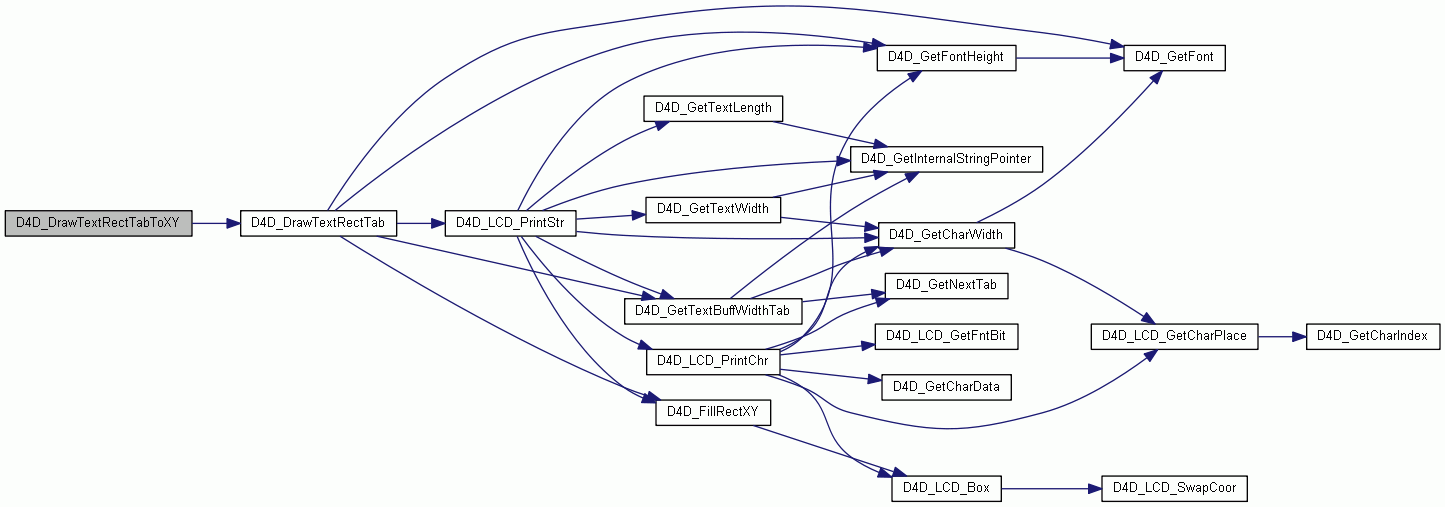 D4D_GetFontHeight
D4D_GetFont
D4D_GetTextLength
D4D_GetInternalStringPointer
D4D_DrawTextRectTabToXY
D4D_DrawTextRectTab
D4D_LCD_PrintStr
D4D_GetTextWidth
D4D_GetCharWidth
D4D_GetNextTab
D4D_GetTextBuffWidthTab
D4D_LCD_GetFntBit
D4D_LCD_GetCharPlace
D4D_GetCharIndex
D4D_LCD_PrintChr
D4D_GetCharData
D4D_FillRectXY
D4D_LCD_Box
D4D_LCD_SwapCoor